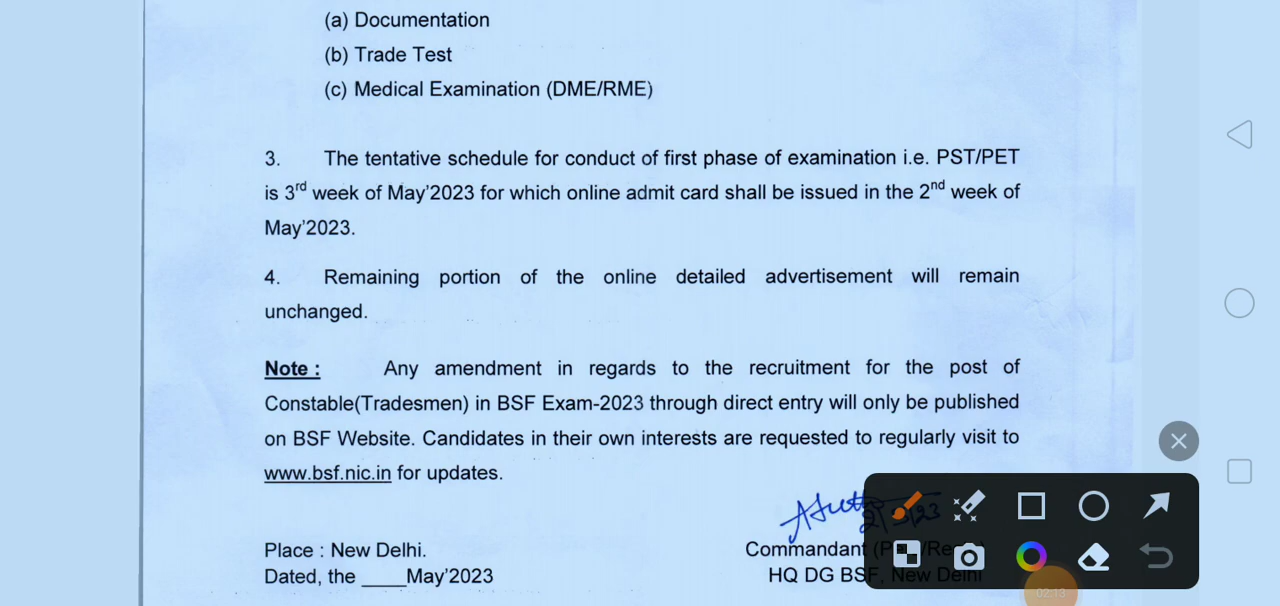 (a) Documentation
(b) Trade Test
(c) Medical Examination (DME/RME)
3. The tentative schedule for conduct of first phase of examination i.e. PST/PET
is 3rd week of May'2023 for which online admit card shall be issued in the 2nd week of
May'2023.
4. Remaining portion of the online detailed advertisement will remain
unchanged.
Note : Any amendment in regards to the recruitment for the post of
Constable(Tradesmen) in BSF Exam-2023 through direct entry will only be published
on BSF Website. Candidates in their own interests are requested to regularly visit to
www.bsf.nic.in for updates.
Place : New Delhi.
Commandant
Dated, the ____May'2023
HQ DG BSF, New Delhi
02:13